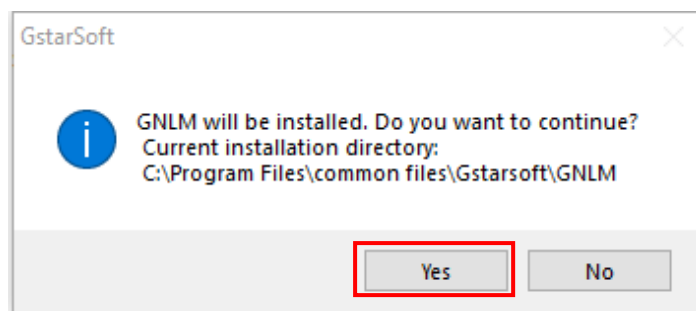 GstarSoft
GNLM will be installed. Do you want to continue?
Current installation directory:
C:\Program Files\common files\Gstarsoft\GNLM
Yes
No